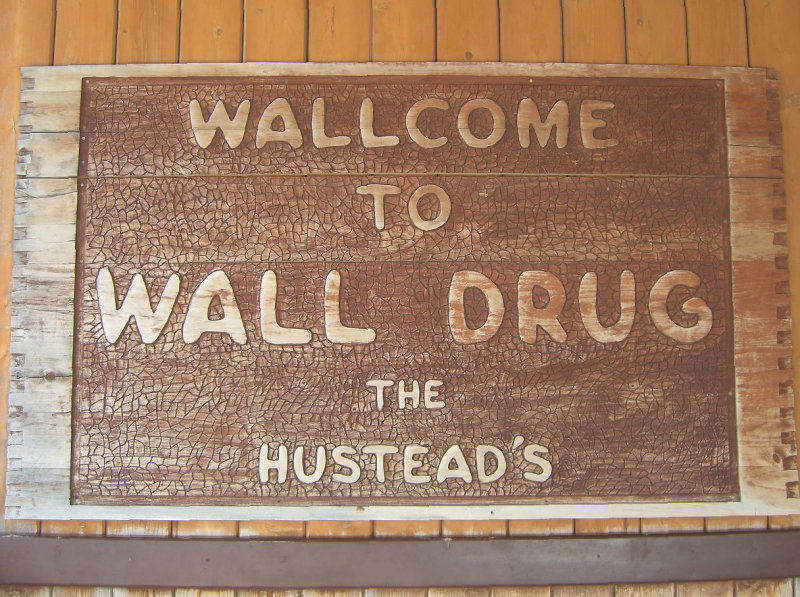 WALLCOME
TO
WALL DRUG
THE
HUSTEAD'S